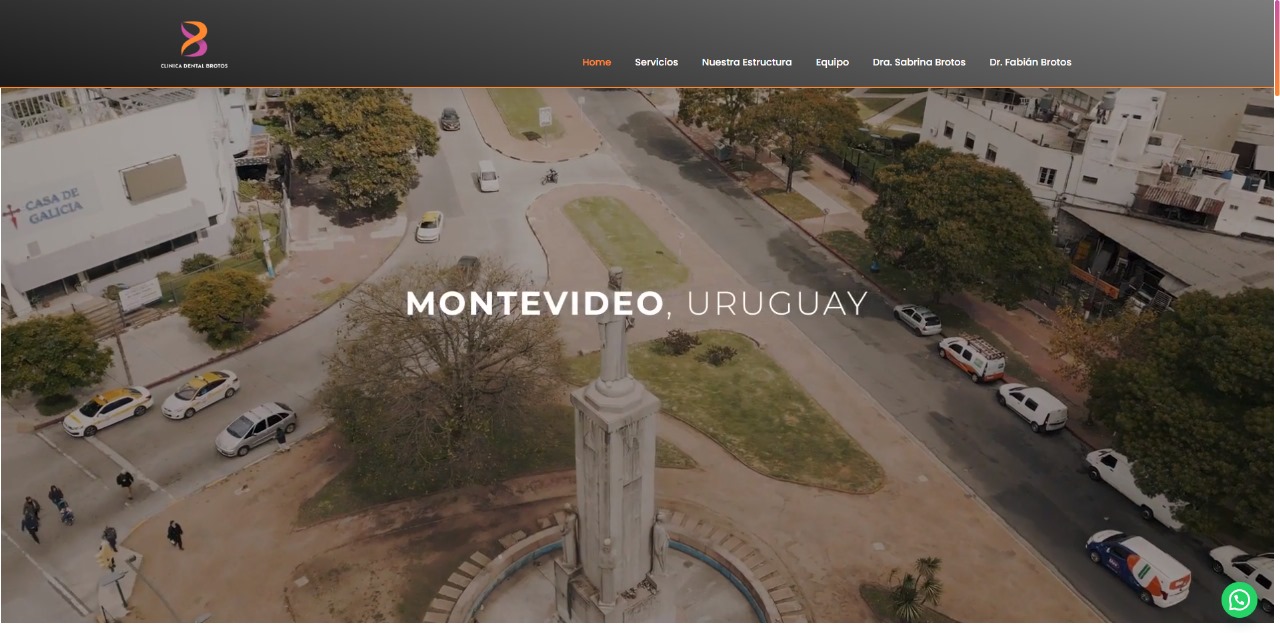 CLINICA DENTAL BROTOS
Home Servicios Nuestra Estructura Equipo Dra. Sabrina Brotos Dr. Fabián Brotos
CASA DE
GALICIA
MONTEVIDEO, URUGUAY